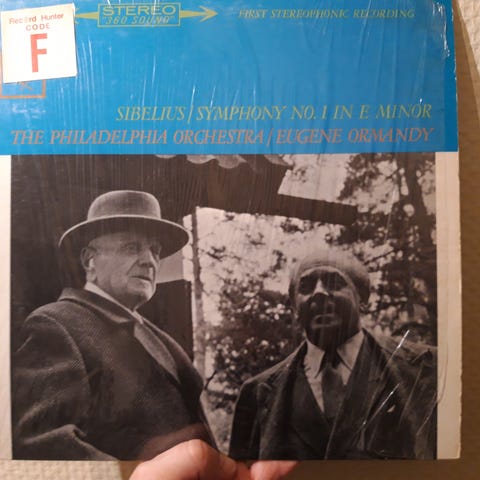 Record Hunter
CODE
F
STEREO
"360 SOUND"
FIRST STEREOPHONIC RECORDING
SIBELIUS/SYMPHONY NO. 1 IN E MINOR
THE PHILADELPHIA ORCHESTRA/EUGENE ORMANDY